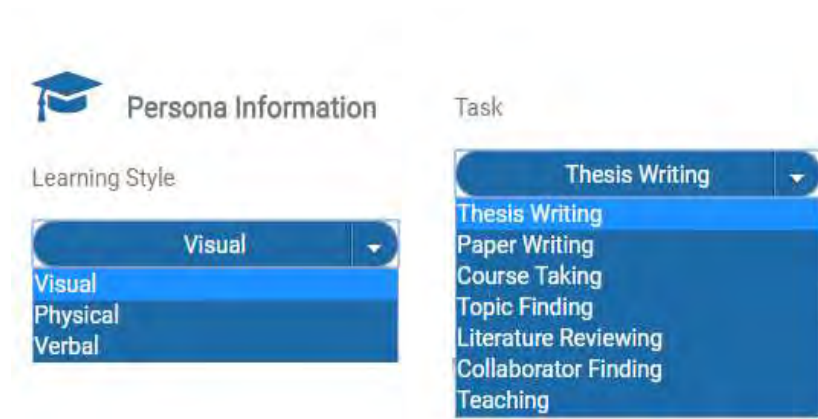 Persona Information
Learning Style
Visual
Visual
Physical
Verbal
Task
Thesis Writing
Thesis Writing
Paper Writing
Course Taking
Topic Finding
Literature Reviewing
Collaborator Finding
Teaching